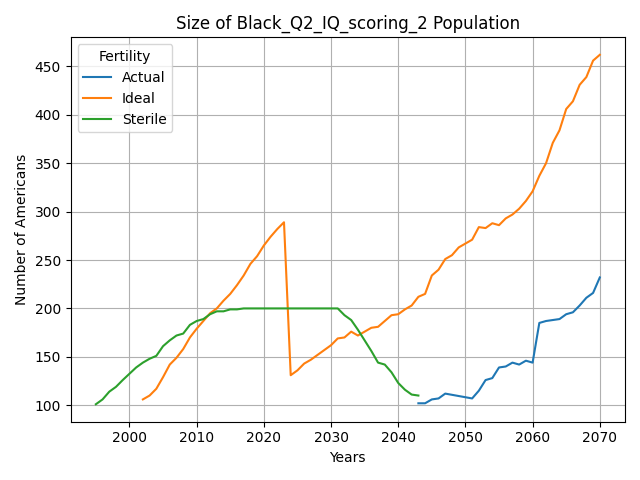 Size of Black_Q2_IQ_scoring_2 Population
Fertility
Actual
Ideal
Sterile
Number of Americans
450
400
350
300
250
200
150
100
2000 2010 2020 2030 2040 2050 2060 2070
Years